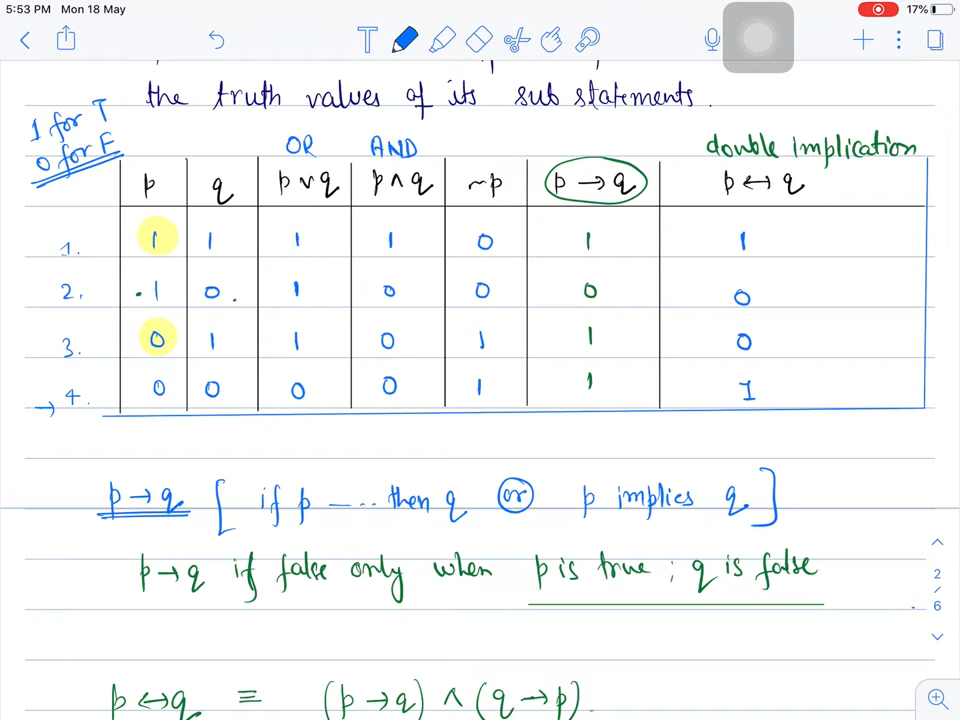 5:53 PM Mon 18 May 17%
the truth values of its sub statements.
1 for T
0 for F
OR AND double implication
p q p ∨ q p ∧ q ~p p → q p ↔ q
1. 1 1 1 1 0 1 1
2. 1 0 1 0 0 0 0
3. 0 1 1 0 1 1 0
→ 4. 0 0 0 0 1 1 1
p → q [ if p ---.. then q or p implies q ]
p → q if false only when p is true ; q is false
p ↔ q ≡ (p → q) ∧ (q → p).
2
/
6